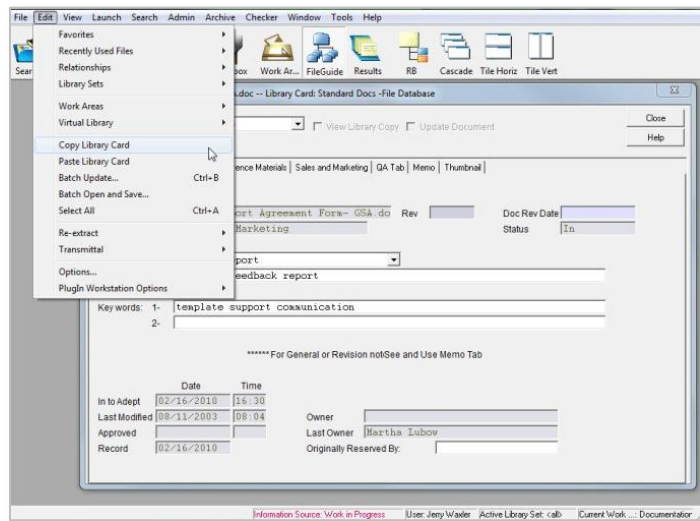 File Edit View Launch Search Admin Archive Checker Window Tools Help
Favorites
Recently Used Files
Relationships
Library Sets
Work Areas
Virtual Library
Copy Library Card
Paste Library Card
Batch Update... Ctrl+B
Batch Open and Save...
Select All Ctrl+A
Re-extract
Transmittal
Options...
PlugIn Workstation Options
Sear
box Work Ar... FileGuide Results RB Cascade Tile Horiz Tile Vert
.doc -- Library Card: Standard Docs -File Database
Close
View Library Copy Update Document
Help
ence Materials Sales and Marketing QA Tab Memo Thumbnail
ort Agreement Form- GSA.do Rev Doc Rev Date
Marketing Status In
port
eedback report
Key words: 1- template support communication
2-
****** For General or Revision notSee and Use Memo Tab
Date Time
In to Adept 02/16/2010 16:30
Last Modified 08/11/2003 08:04 Owner
Approved Last Owner Martha Lubow
Record 02/16/2010 Originally Reserved By:
Information Source: Work in Progress User: Jerry Waxler Active Library Set: <all> Current Work ...: Documentation